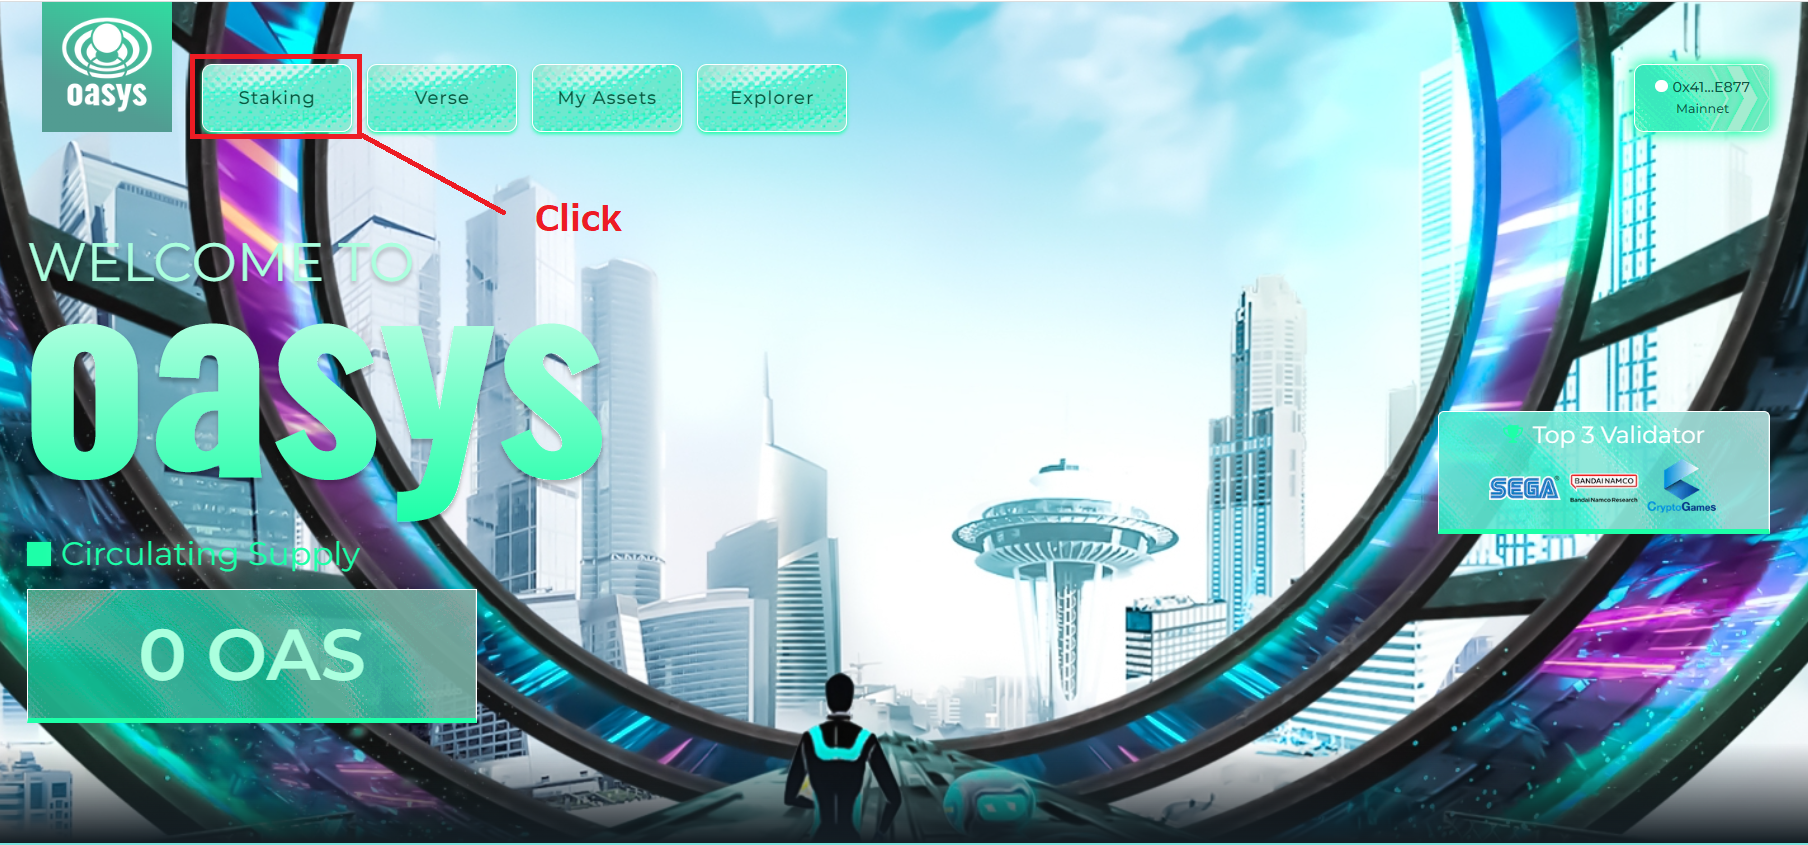 oasys
Staking
Verse
My Assets
Explorer
0x41...E877
Mainnet
Click
WELCOME TO
oasys
Top 3 Validator
SEGA
BANDAI NAMCO
Bandai Namco Research
CryptoGames
Circulating Supply
0 OAS